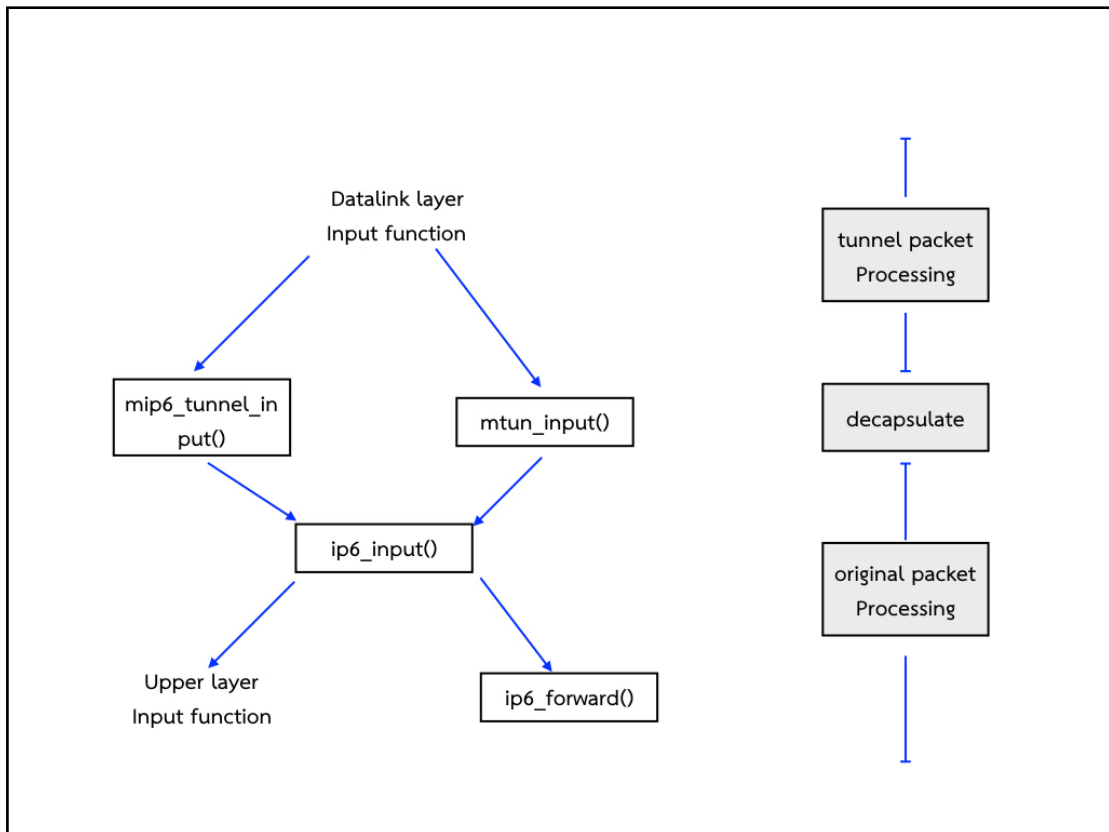 Datalink layer
Input function
mip6_tunnel_in
put()
mtun_input()
ip6_input()
Upper layer
Input function
ip6_forward()
tunnel packet
Processing
decapsulate
original packet
Processing